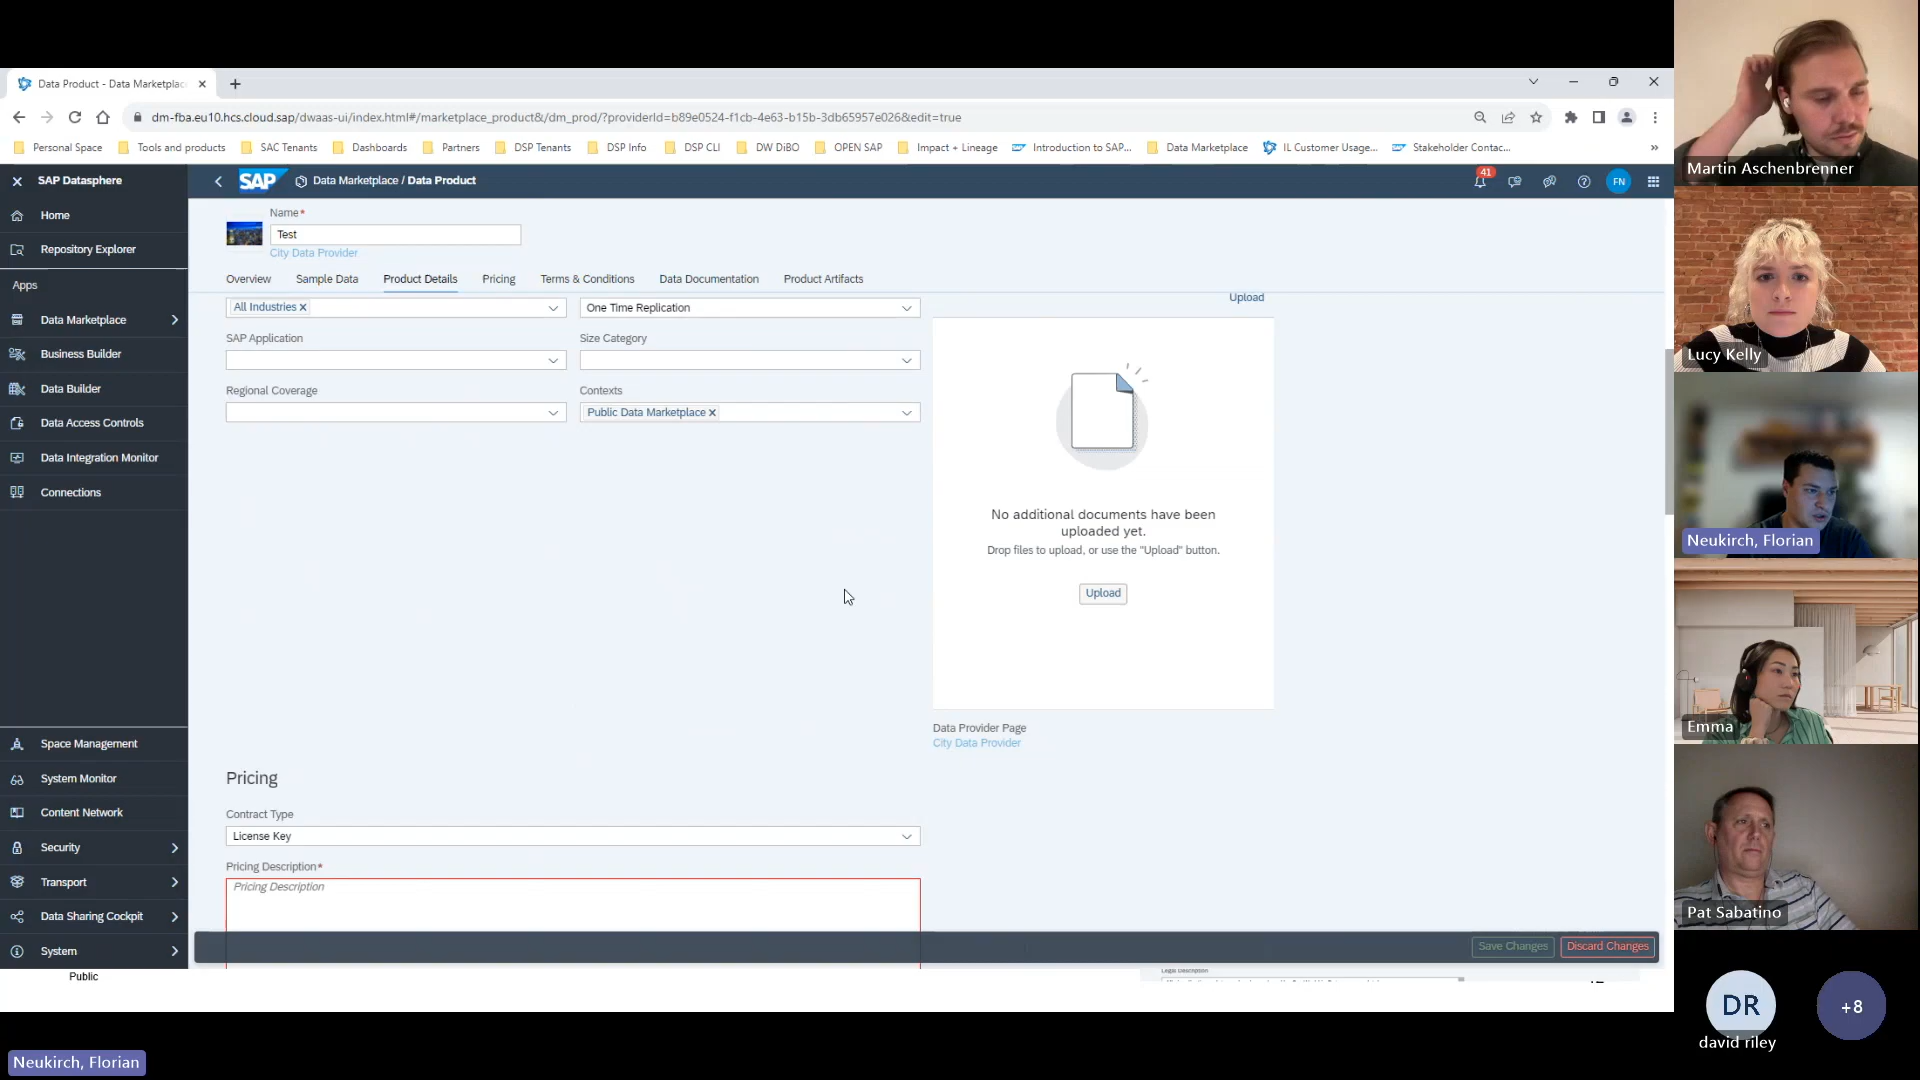 Data Product - Data Marketplac
dm-fba.eu10.hcs.cloud.sap/dwaas-ui/index.html#/marketplace_product&/dm_prod/?providerId=b89e0524-f1cb-4e63-b15b-3db65957e026&edit=true
Personal Space
Tools and products
SAC Tenants
Dashboards
Partners
DSP Tenants
DSP Info
DSP CLI
DW DiBO
OPEN SAP
Impact + Lineage
Introduction to SAP...
Data Marketplace
IL Customer Usage...
Stakeholder Contac...
»
SAP Datasphere
SAP
Data Marketplace / Data Product
41
FN
Home
Repository Explorer
Apps
Data Marketplace
Business Builder
Data Builder
Data Access Controls
Data Integration Monitor
Connections
Space Management
System Monitor
Content Network
Security
Transport
Data Sharing Cockpit
System
Name*
Test
City Data Provider
Overview
Sample Data
Product Details
Pricing
Terms & Conditions
Data Documentation
Product Artifacts
All Industries
One Time Replication
Upload
SAP Application
Size Category
Regional Coverage
Contexts
Public Data Marketplace
No additional documents have been
uploaded yet.
Drop files to upload, or use the "Upload" button.
Upload
Data Provider Page
City Data Provider
Pricing
Contract Type
License Key
Pricing Description*
Pricing Description
Save Changes
Discard Changes
Public
Legal Description
Neukirch, Florian
Martin Aschenbrenner
Lucy Kelly
Neukirch, Florian
Emma
Pat Sabatino
DR
david riley
+8